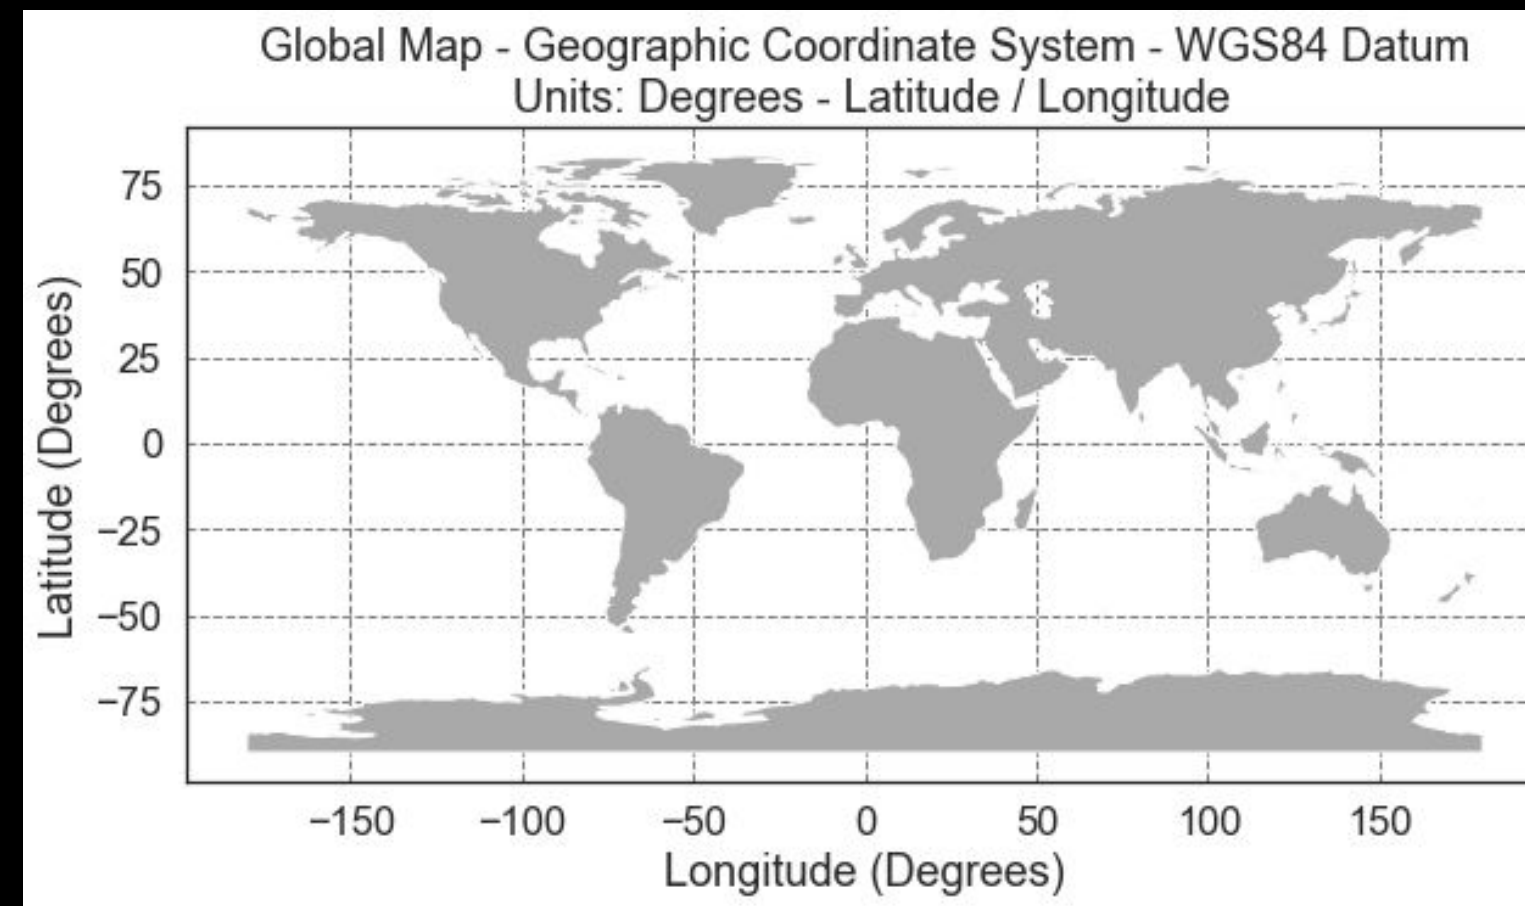 Global Map - Geographic Coordinate System - WGS84 Datum
Units: Degrees - Latitude / Longitude
Latitude (Degrees)
75
50
25
0
−25
−50
−75
−150 −100 −50 0 50 100 150
Longitude (Degrees)